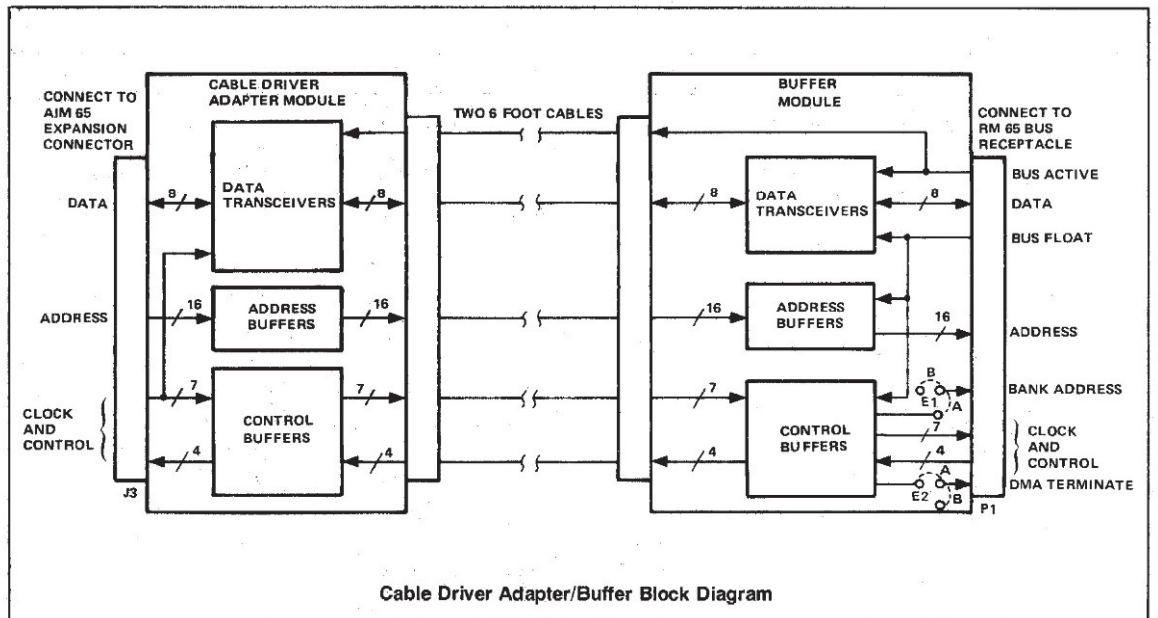 CONNECT TO
AIM 65
EXPANSION
CONNECTOR
CABLE DRIVER
ADAPTER MODULE
TWO 6 FOOT CABLES
BUFFER
MODULE
CONNECT TO
RM 65 BUS
RECEPTACLE
DATA
8
DATA
TRANSCEIVERS
8
8
DATA
TRANSCEIVERS
8
BUS ACTIVE
DATA
BUS FLOAT
ADDRESS
16
ADDRESS
BUFFERS
16
16
ADDRESS
BUFFERS
16
ADDRESS
CLOCK
AND
CONTROL
7
4
CONTROL
BUFFERS
7
4
7
4
CONTROL
BUFFERS
B
E1
A
BANK ADDRESS
7
4
CLOCK
AND
CONTROL
A
E2
B
DMA TERMINATE
J3
P1
Cable Driver Adapter/Buffer Block Diagram